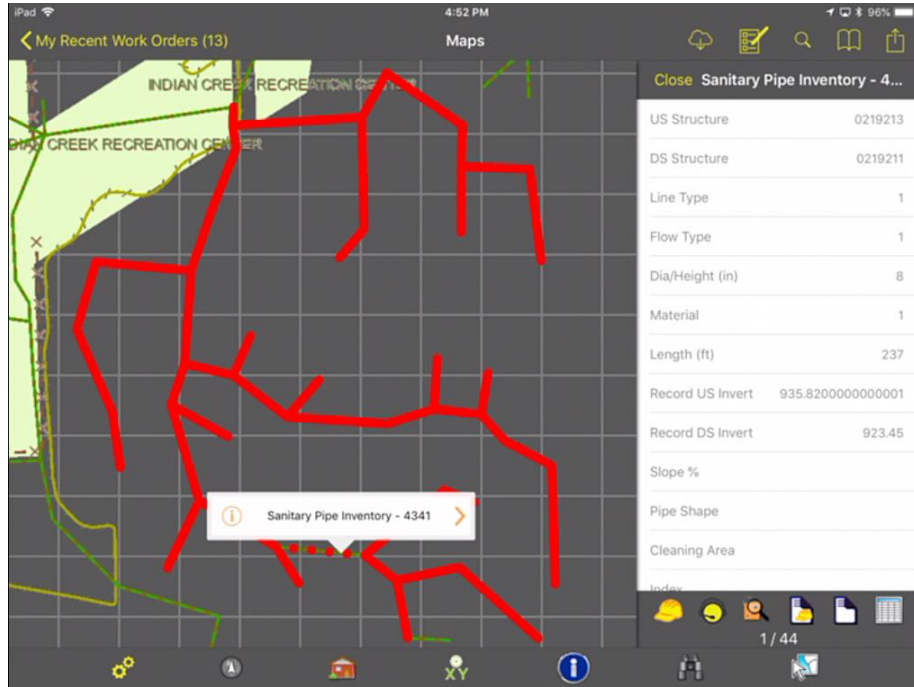 iPad 4:52 PM 96%
My Recent Work Orders (13) Maps
INDIAN CREEK RECREATION CENTER
CREEK RECREATION CENTER
Close Sanitary Pipe Inventory - 4...
US Structure 0219213
DS Structure 0219211
Line Type 1
Flow Type 1
Dia/Height (in) 8
Material 1
Length (ft) 237
Record US Invert 935.8200000000001
Record DS Invert 923.45
Slope %
Pipe Shape
Cleaning Area
Index
Sanitary Pipe Inventory - 4341
1 / 44
XY